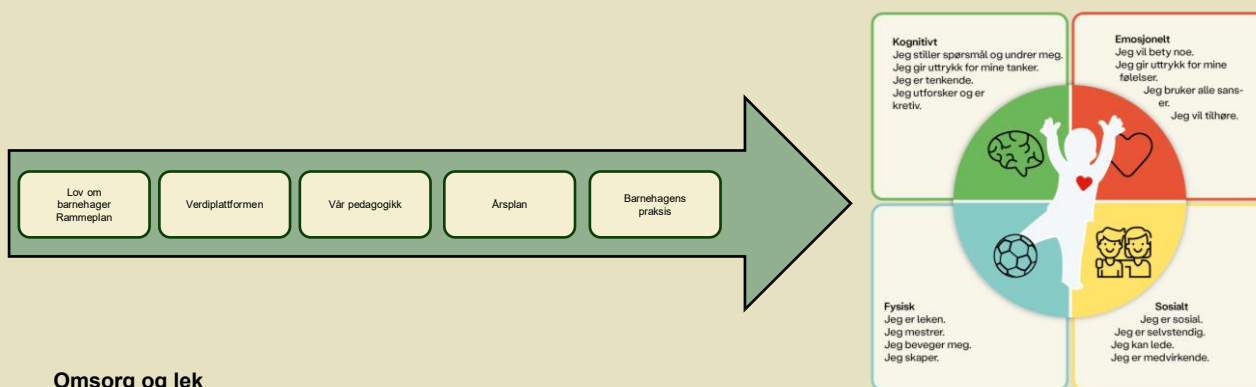 Lov om
barnehager
Rammeplan
Verdiplattformen
Vår pedagogikk
Årsplan
Barnehagens
praksis
Kognitivt
Jeg stiller spørsmål og undrer meg.
Jeg gir uttrykk for mine tanker.
Jeg er tenkende.
Jeg utforsker og er
kretiv.
Emosjonelt
Jeg vil bety noe.
Jeg gir uttrykk for mine
følelser.
Jeg bruker alle sans-
er.
Jeg vil tilhøre.
Fysisk
Jeg er leken.
Jeg mestrer.
Jeg beveger meg.
Jeg skaper.
Sosialt
Jeg er sosial.
Jeg er selvstendig.
Jeg kan lede.
Jeg er medvirkende.
Omsorg og lek